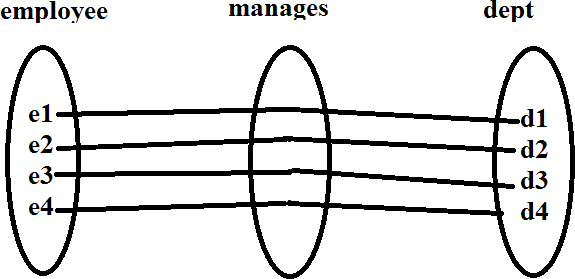 employee manages dept
e1 d1
e2 d2
e3 d3
e4 d4